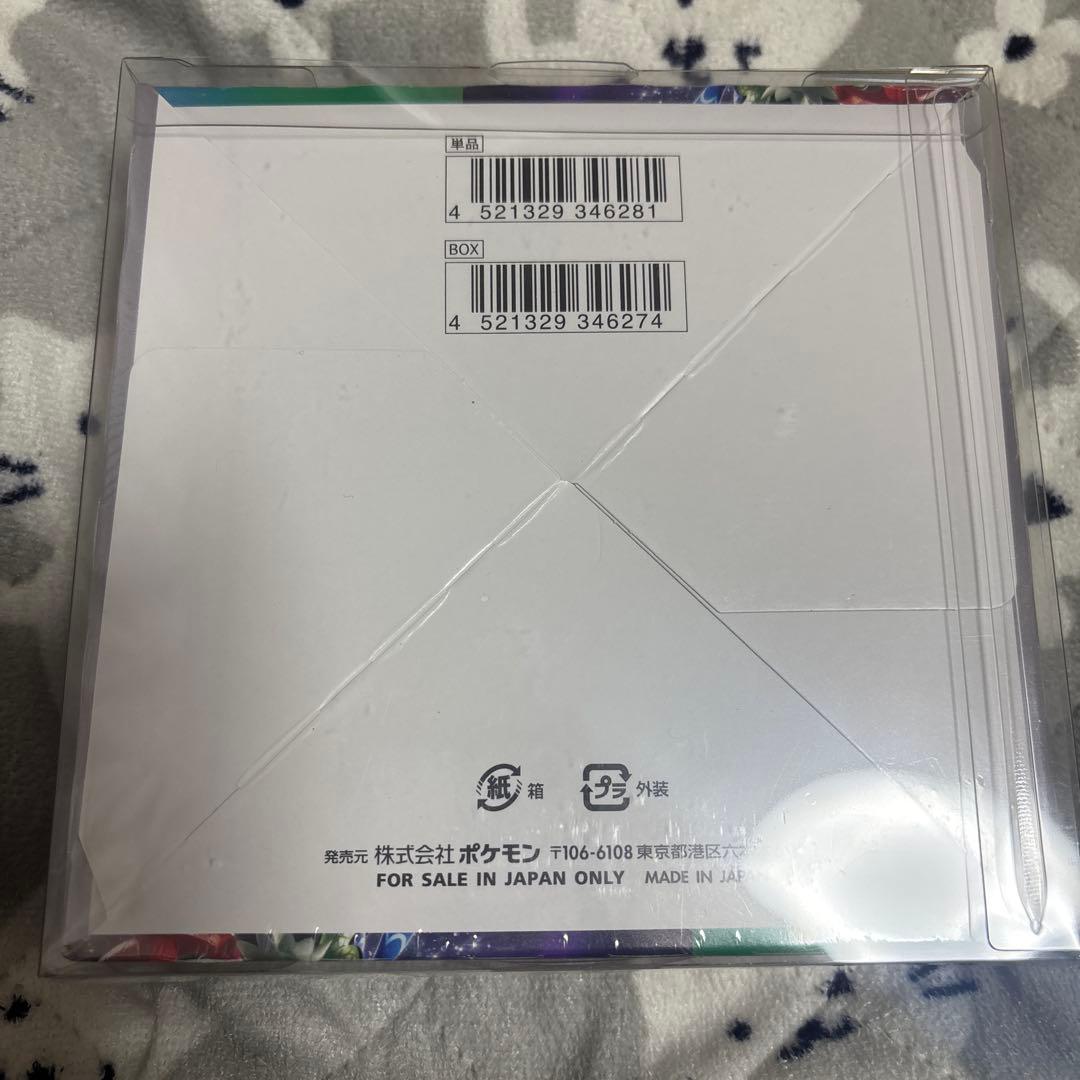 単品
4 521329 346281
BOX
4 521329 346274
紙 箱 プラ 外装
発売元 株式会社 ポケモン 〒106-6108 東京都港区六
FOR SALE IN JAPAN ONLY MADE IN